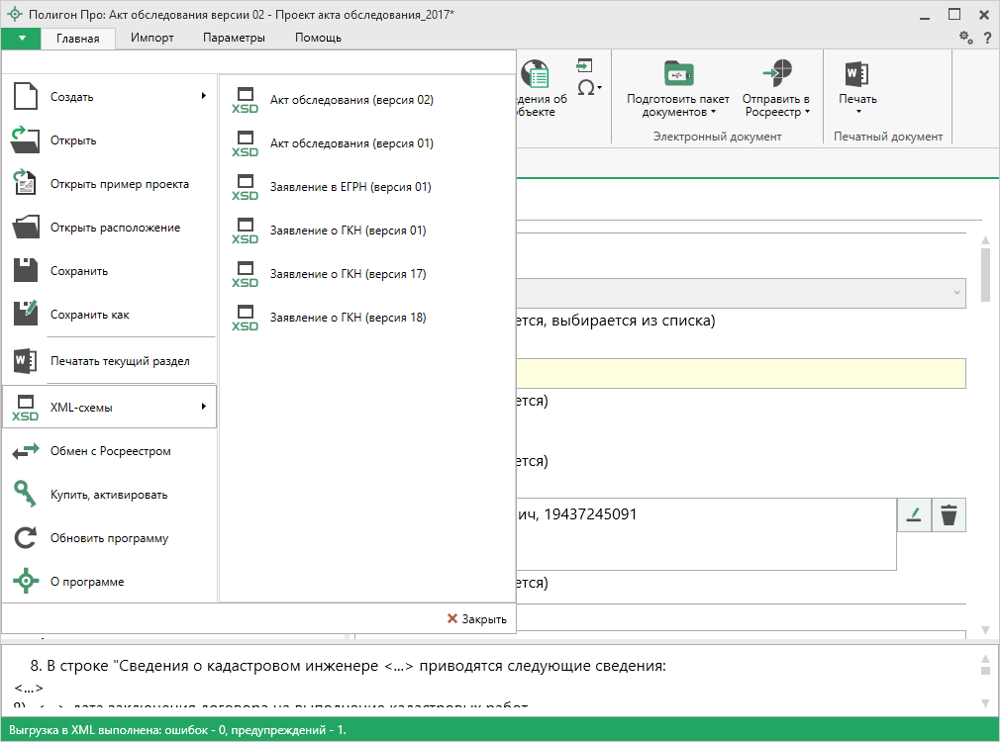 Полигон Про: Акт обследования версии 02 - Проект акта обследования_2017*
Главная
Импорт
Параметры
Помощь
?
Создать
Открыть
Открыть пример проекта
Открыть расположение
Сохранить
Сохранить как
Печатать текущий раздел
XML-схемы
Обмен с Росреестром
Купить, активировать
Обновить программу
О программе
XSD Акт обследования (версия 02)
XSD Акт обследования (версия 01)
XSD Заявление в ЕГРН (версия 01)
XSD Заявление о ГКН (версия 01)
XSD Заявление о ГКН (версия 17)
XSD Заявление о ГКН (версия 18)
Закрыть
дения об
объекте
Ω
Подготовить пакет
документов
Отправить в
Росреестр
Электронный документ
Печать
Печатный документ
ется, выбирается из списка)
ется)
ется)
ич, 19437245091
ется)
8. В строке "Сведения о кадастровом инженере <...> приводятся следующие сведения:
<...>
8) <...> дата заключения договора на выполнение кадастровых работ
Выгрузка в XML выполнена: ошибок - 0, предупреждений - 1.